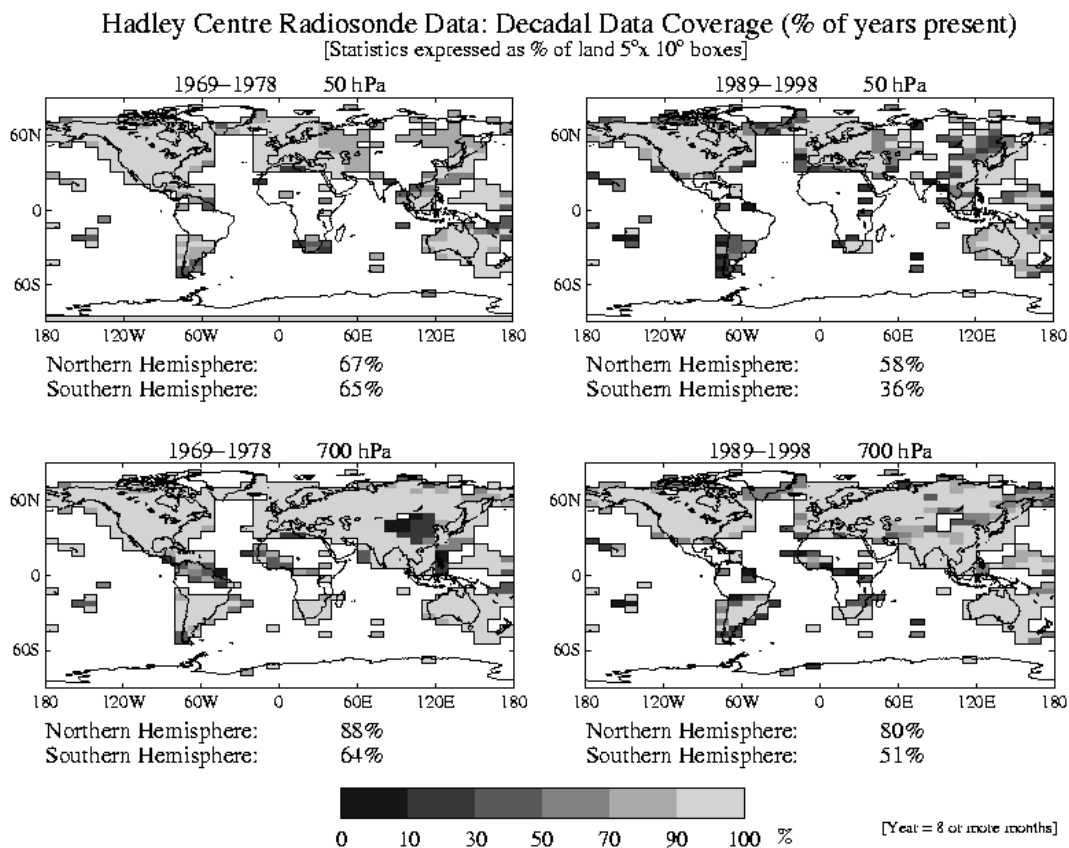 Hadley Centre Radiosonde Data: Decadal Data Coverage (% of years present)
[Statistics expressed as % of land 5°x 10° boxes]
1969–1978 50 hPa
1989–1998 50 hPa
60N
0
60S
180 120W 60W 0 60E 120E 180
60N
0
60S
180 120W 60W 0 60E 120E 180
Northern Hemisphere: 67%
Southern Hemisphere: 65%
Northern Hemisphere: 58%
Southern Hemisphere: 36%
1969–1978 700 hPa
1989–1998 700 hPa
60N
0
60S
180 120W 60W 0 60E 120E 180
60N
0
60S
180 120W 60W 0 60E 120E 180
Northern Hemisphere: 88%
Southern Hemisphere: 64%
Northern Hemisphere: 80%
Southern Hemisphere: 51%
0 10 30 50 70 90 100 %
[Year = 8 or more months]